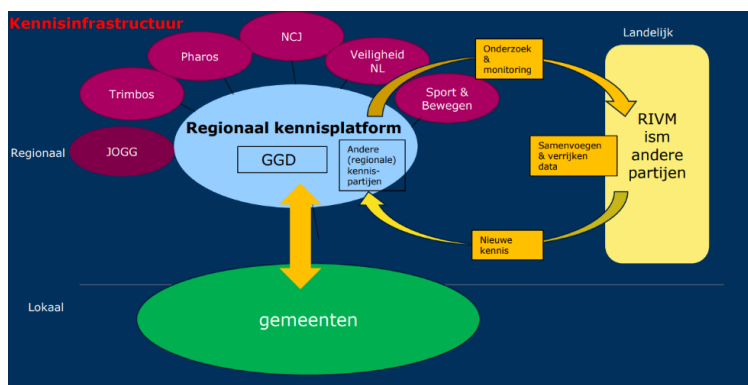 Kennisinfrastructuur
Landelijk
NCJ
Pharos
Veiligheid
NL
Onderzoek
&
monitoring
Trimbos
Sport &
Bewegen
Regionaal kennisplatform
RIVM
ism
andere
partijen
Regionaal
JOGG
GGD
Andere
(regionale)
kennis-
partijen
Samenvoegen
& verrijken
data
Nieuwe
kennis
Lokaal
gemeenten